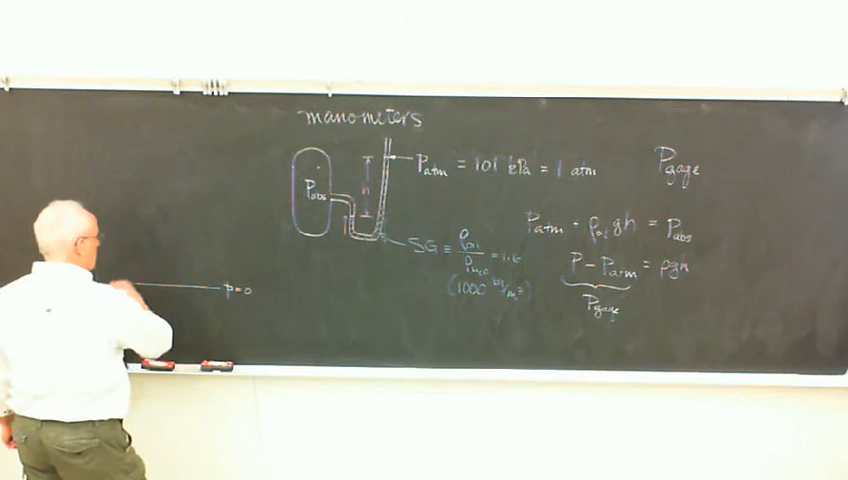 manometers
Pabs
h
Patm = 101 kPa = 1 atm
Pgage
Patm + ρoil gh = Pabs
SG ≡ ρoil / ρH2O = 1.6
(1000 kg/m³)
P - Patm = ρgh
Pgage
P=0